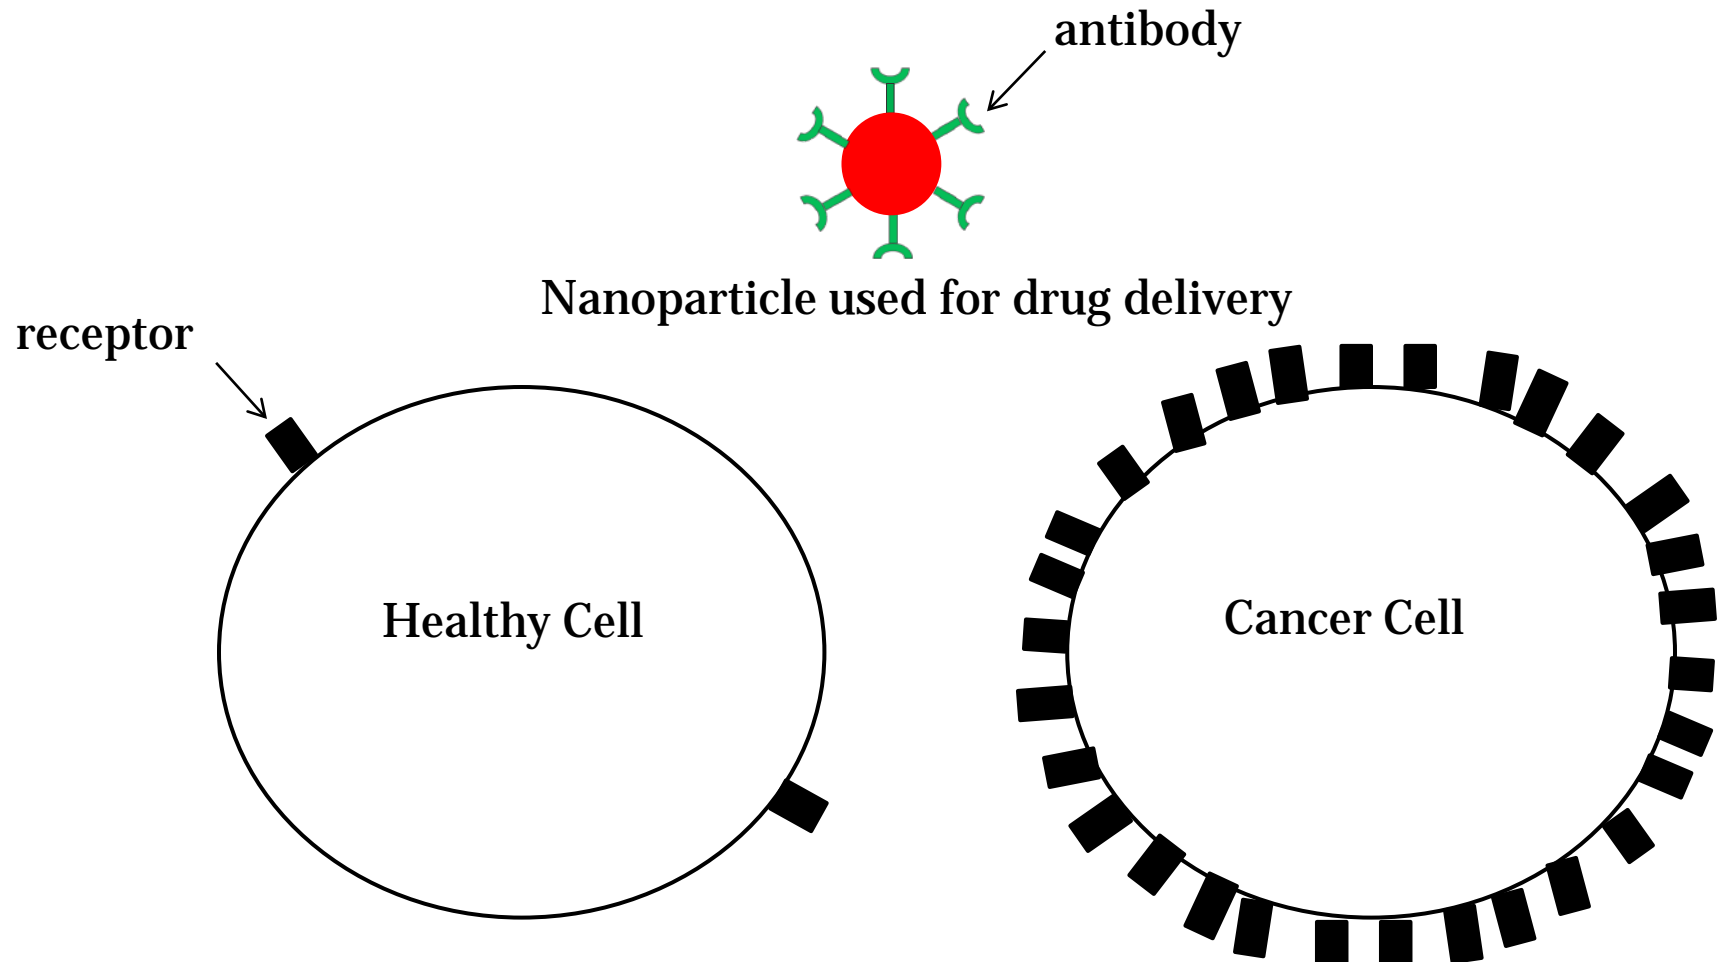 antibody
Nanoparticle used for drug delivery
receptor
Healthy Cell
Cancer Cell